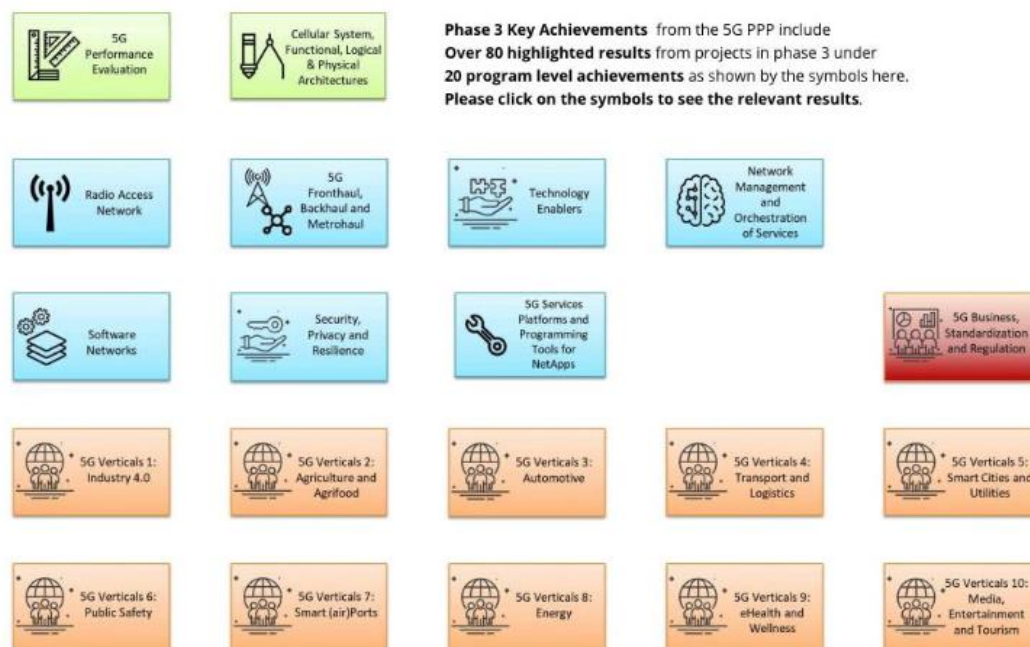 5G
Performance
Evaluation
Cellular System,
Functional, Logical
& Physical
Architectures
Phase 3 Key Achievements from the 5G PPP include
Over 80 highlighted results from projects in phase 3 under
20 program level achievements as shown by the symbols here.
Please click on the symbols to see the relevant results.
Radio Access
Network
5G
Fronthaul,
Backhaul and
Metrohaul
Technology
Enablers
Network
Management
and
Orchestration
of Services
Software
Networks
Security,
Privacy and
Resilience
5G Services
Platforms and
Programming
Tools for
NetApps
5G Business,
Standardization
and Regulation
5G Verticals 1:
Industry 4.0
5G Verticals 2:
Agriculture and
Agrifood
5G Verticals 3:
Automotive
5G Verticals 4:
Transport and
Logistics
5G Verticals 5:
Smart Cities and
Utilities
5G Verticals 6:
Public Safety
5G Verticals 7:
Smart (air)Ports
5G Verticals 8:
Energy
5G Verticals 9:
eHealth and
Wellness
5G Verticals 10:
Media,
Entertainment
and Tourism